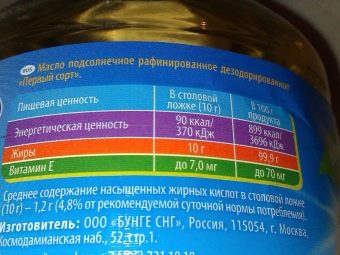 RUS Масло подсолнечное рафинированное дезодорированное
«Первый сорт».
Пищевая ценность
В столовой ложке (10 г)
В 100 г продукта
Энергетическая ценность
90 ккал/ 370 кДж
899 ккал/ 3696 кДж
Жиры
10 г
99,9 г
Витамин Е
до 7,0 мг
до 70 мг
Среднее содержание насыщенных жирных кислот в столовой ложке
(10 г) – 1,2 г (4,8% от рекомендуемой суточной нормы потребления).
Изготовитель: ООО «БУНГЕ СНГ», Россия, 115054, г. Москва,
Космодамианская наб., 52, стр.1.